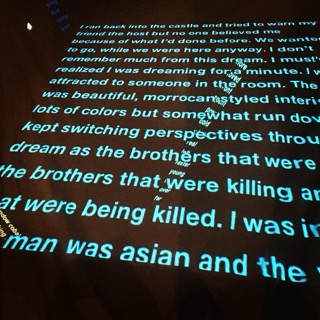 I ran back into the castle and tried to warn my
friend the host but no one believed me
because of what I'd done before. We wanted
to go, while we were here anyway. I don't
remember much from this dream. I must'
realized I was dreaming for a minute. I w
attracted to someone in the room. The
was beautiful, morrocan styled interi
lots of colors but somewhat run dow
kept switching perspectives throu
dream as the brothers that were
the brothers that were killing an
at were being killed. I was in
man was asian and the